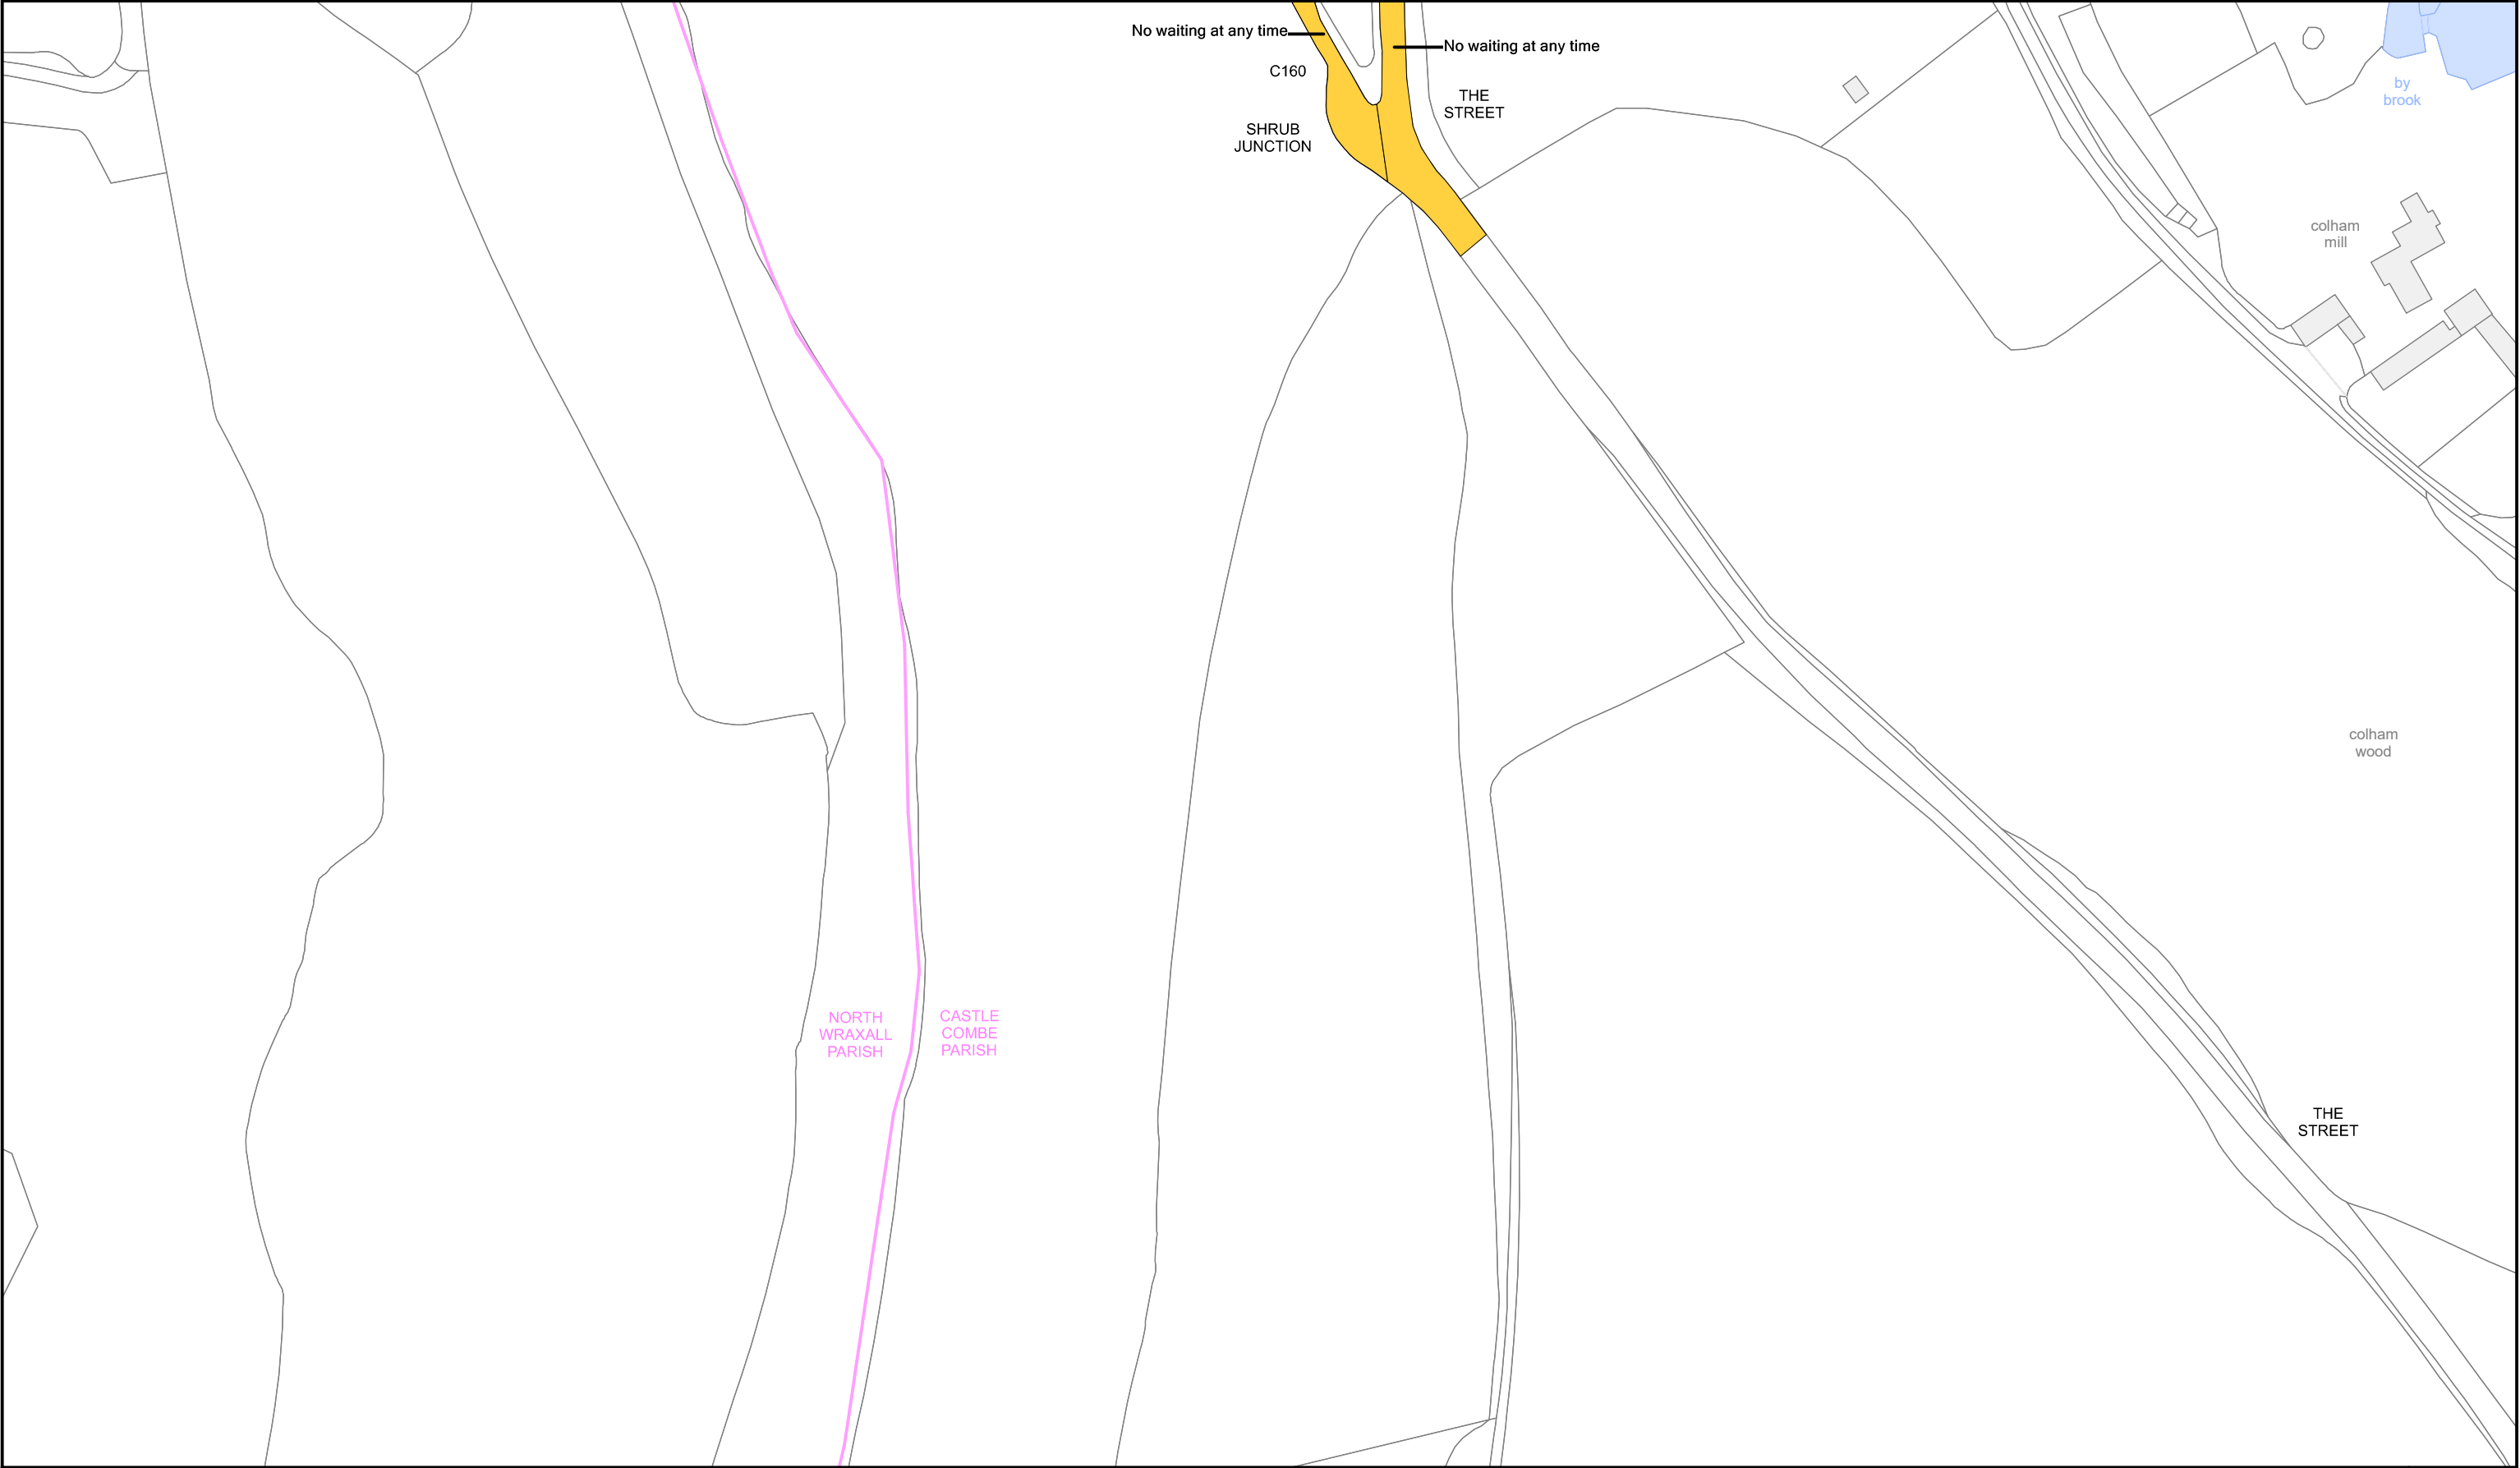 No waiting at any time
No waiting at any time
C160
THE
STREET
SHRUB
JUNCTION
by
brook
colham
mill
colham
wood
NORTH
WRAXALL
PARISH
CASTLE
COMBE
PARISH
THE
STREET